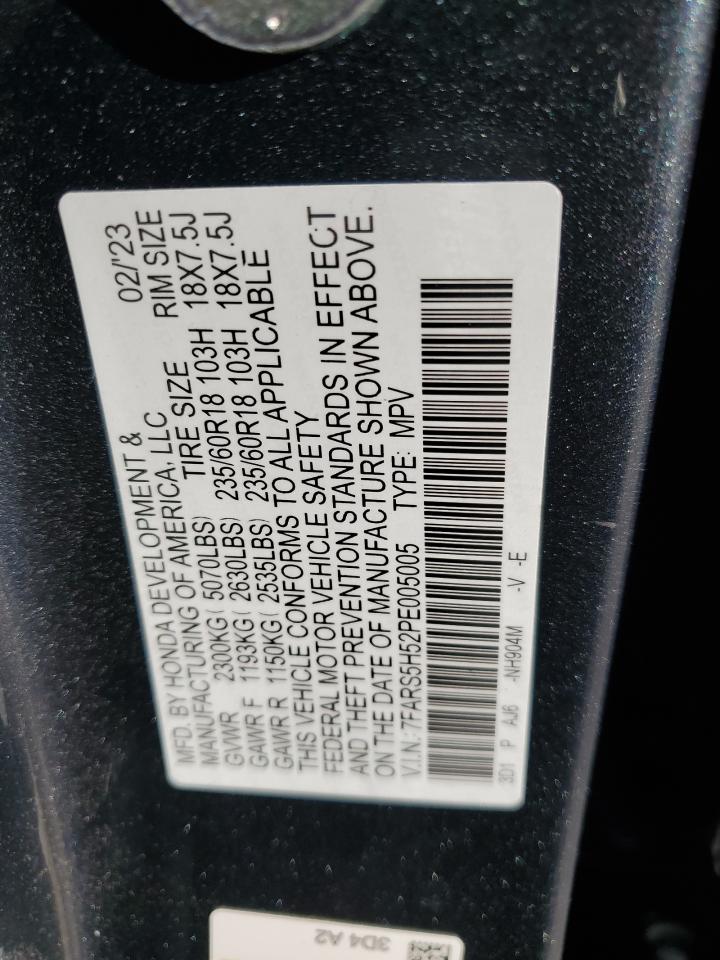 MFD. BY HONDA DEVELOPMENT & 02/'23
MANUFACTURING OF AMERICA, LLC TIRE SIZE RIM SIZE
GVWR 2300KG( 5070LBS)
GAWR F 1193KG( 2630LBS) 235/60R18 103H 18X7.5J
GAWR R 1150KG( 2535LBS) 235/60R18 103H 18X7.5J
THIS VEHICLE CONFORMS TO ALL APPLICABLE
FEDERAL MOTOR VEHICLE SAFETY
AND THEFT PREVENTION STANDARDS IN EFFECT
ON THE DATE OF MANUFACTURE SHOWN ABOVE.
V.I.N.: 7FARS5H52PE005005 TYPE: MPV
3D1 P AJ6 -NH904M -V -E
3D4 A2